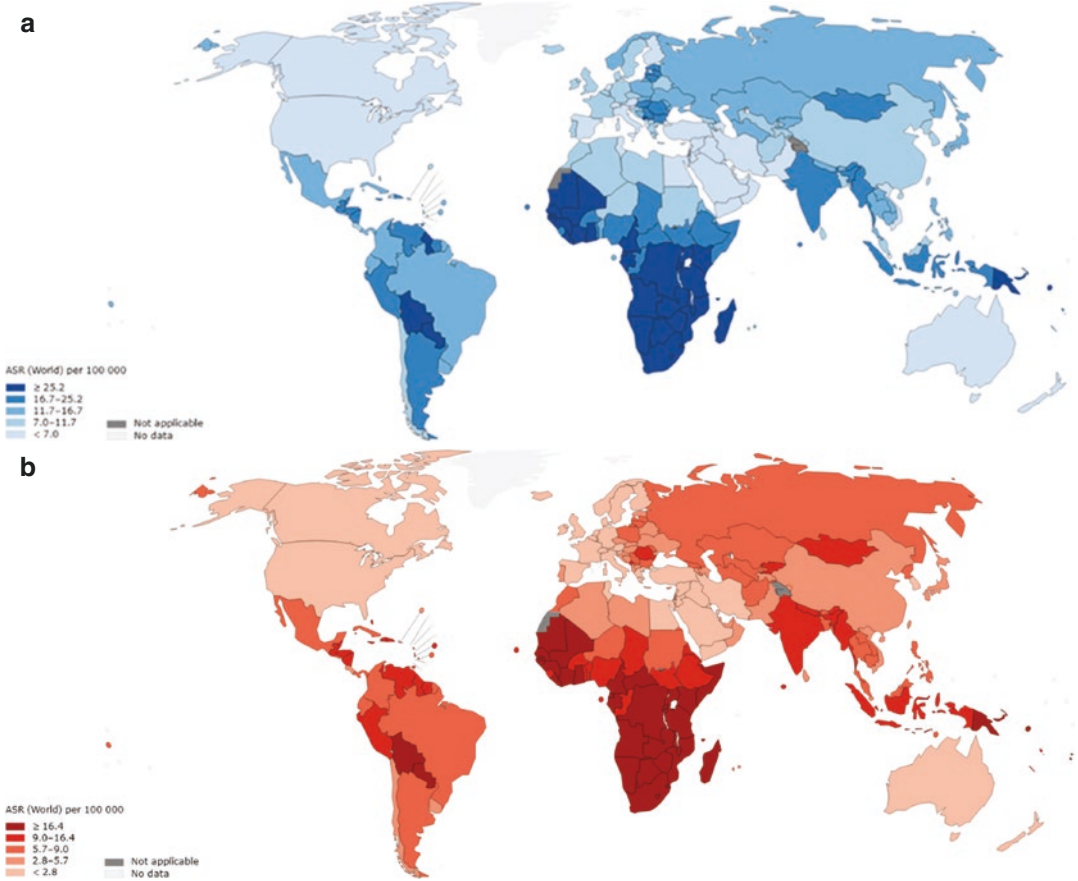 a
ASR (World) per 100 000
≥ 25.2
16.7–25.2
11.7–16.7
7.0–11.7
< 7.0
Not applicable
No data
b
ASR (World) per 100 000
≥ 16.4
9.0–16.4
5.7–9.0
2.8–5.7
< 2.8
Not applicable
No data